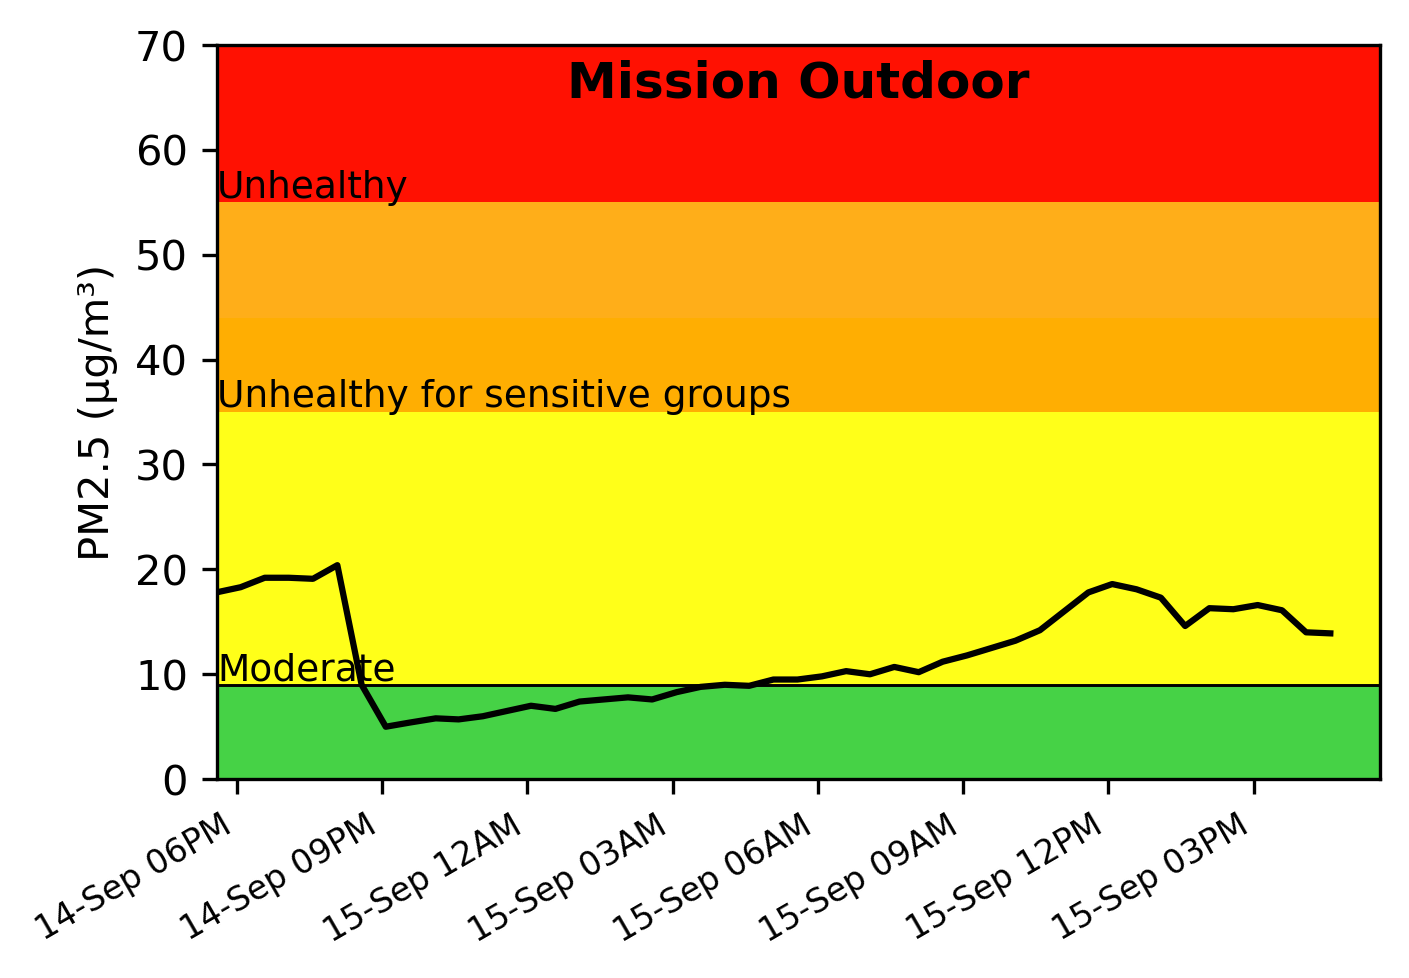 Mission Outdoor
PM2.5 (µg/m³)
70
60
50
40
30
20
10
0
Unhealthy
Unhealthy for sensitive groups
Moderate
14-Sep 06PM
14-Sep 09PM
15-Sep 12AM
15-Sep 03AM
15-Sep 06AM
15-Sep 09AM
15-Sep 12PM
15-Sep 03PM